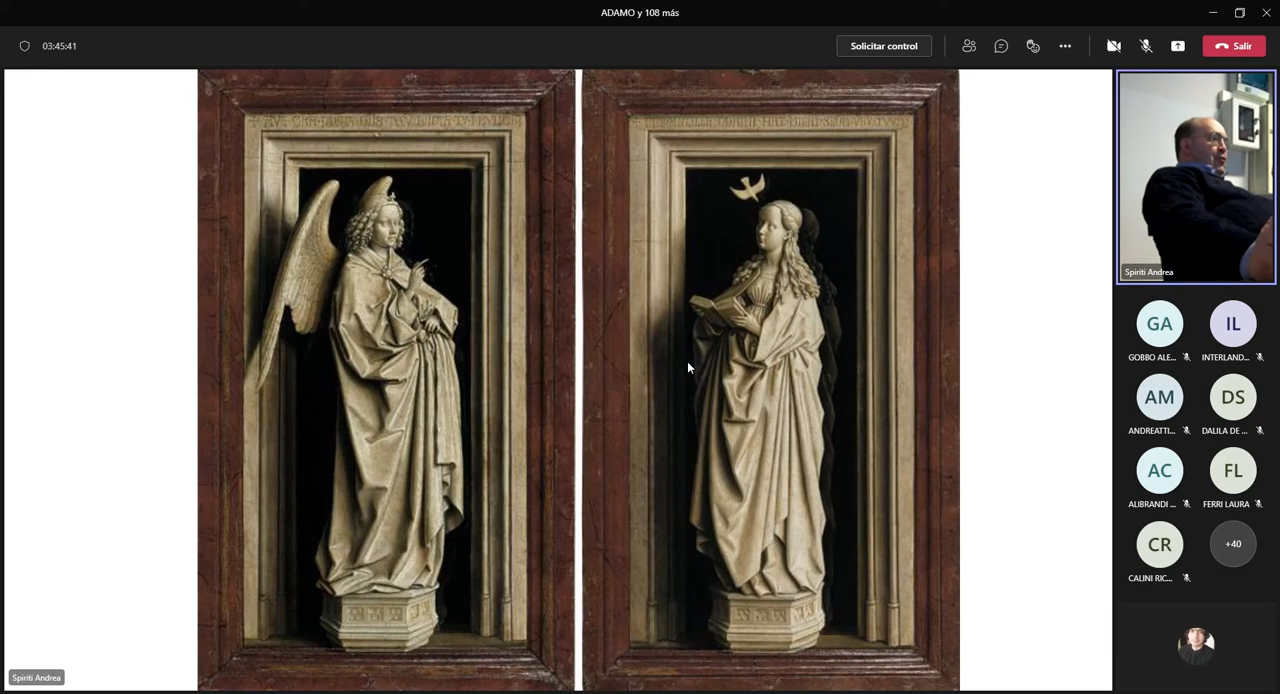 ADAMO y 108 más
03:45:41
Solicitar control
Salir
Spiriti Andrea
GA
IL
GOBBO ALE...
INTERLAND...
AM
DS
ANDREATTI...
DALILA DE ...
AC
FL
ALIBRANDI ...
FERRI LAURA
CR
+40
CALINI RIC...
Spiriti Andrea